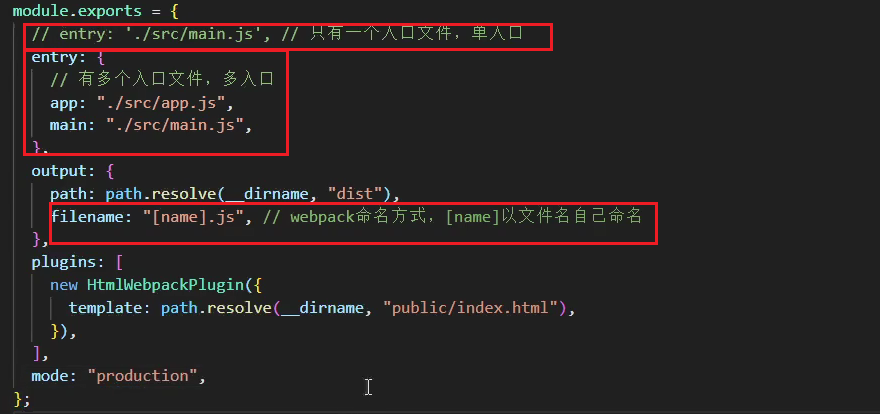 module.exports = {
// entry: './src/main.js', // 只有一个入口文件，单入口
entry: {
// 有多个入口文件，多入口
app: "./src/app.js",
main: "./src/main.js",
},
output: {
path: path.resolve(__dirname, "dist"),
filename: "[name].js", // webpack命名方式，[name]以文件名自己命名
},
plugins: [
new HtmlWebpackPlugin({
template: path.resolve(__dirname, "public/index.html"),
}),
],
mode: "production",
};